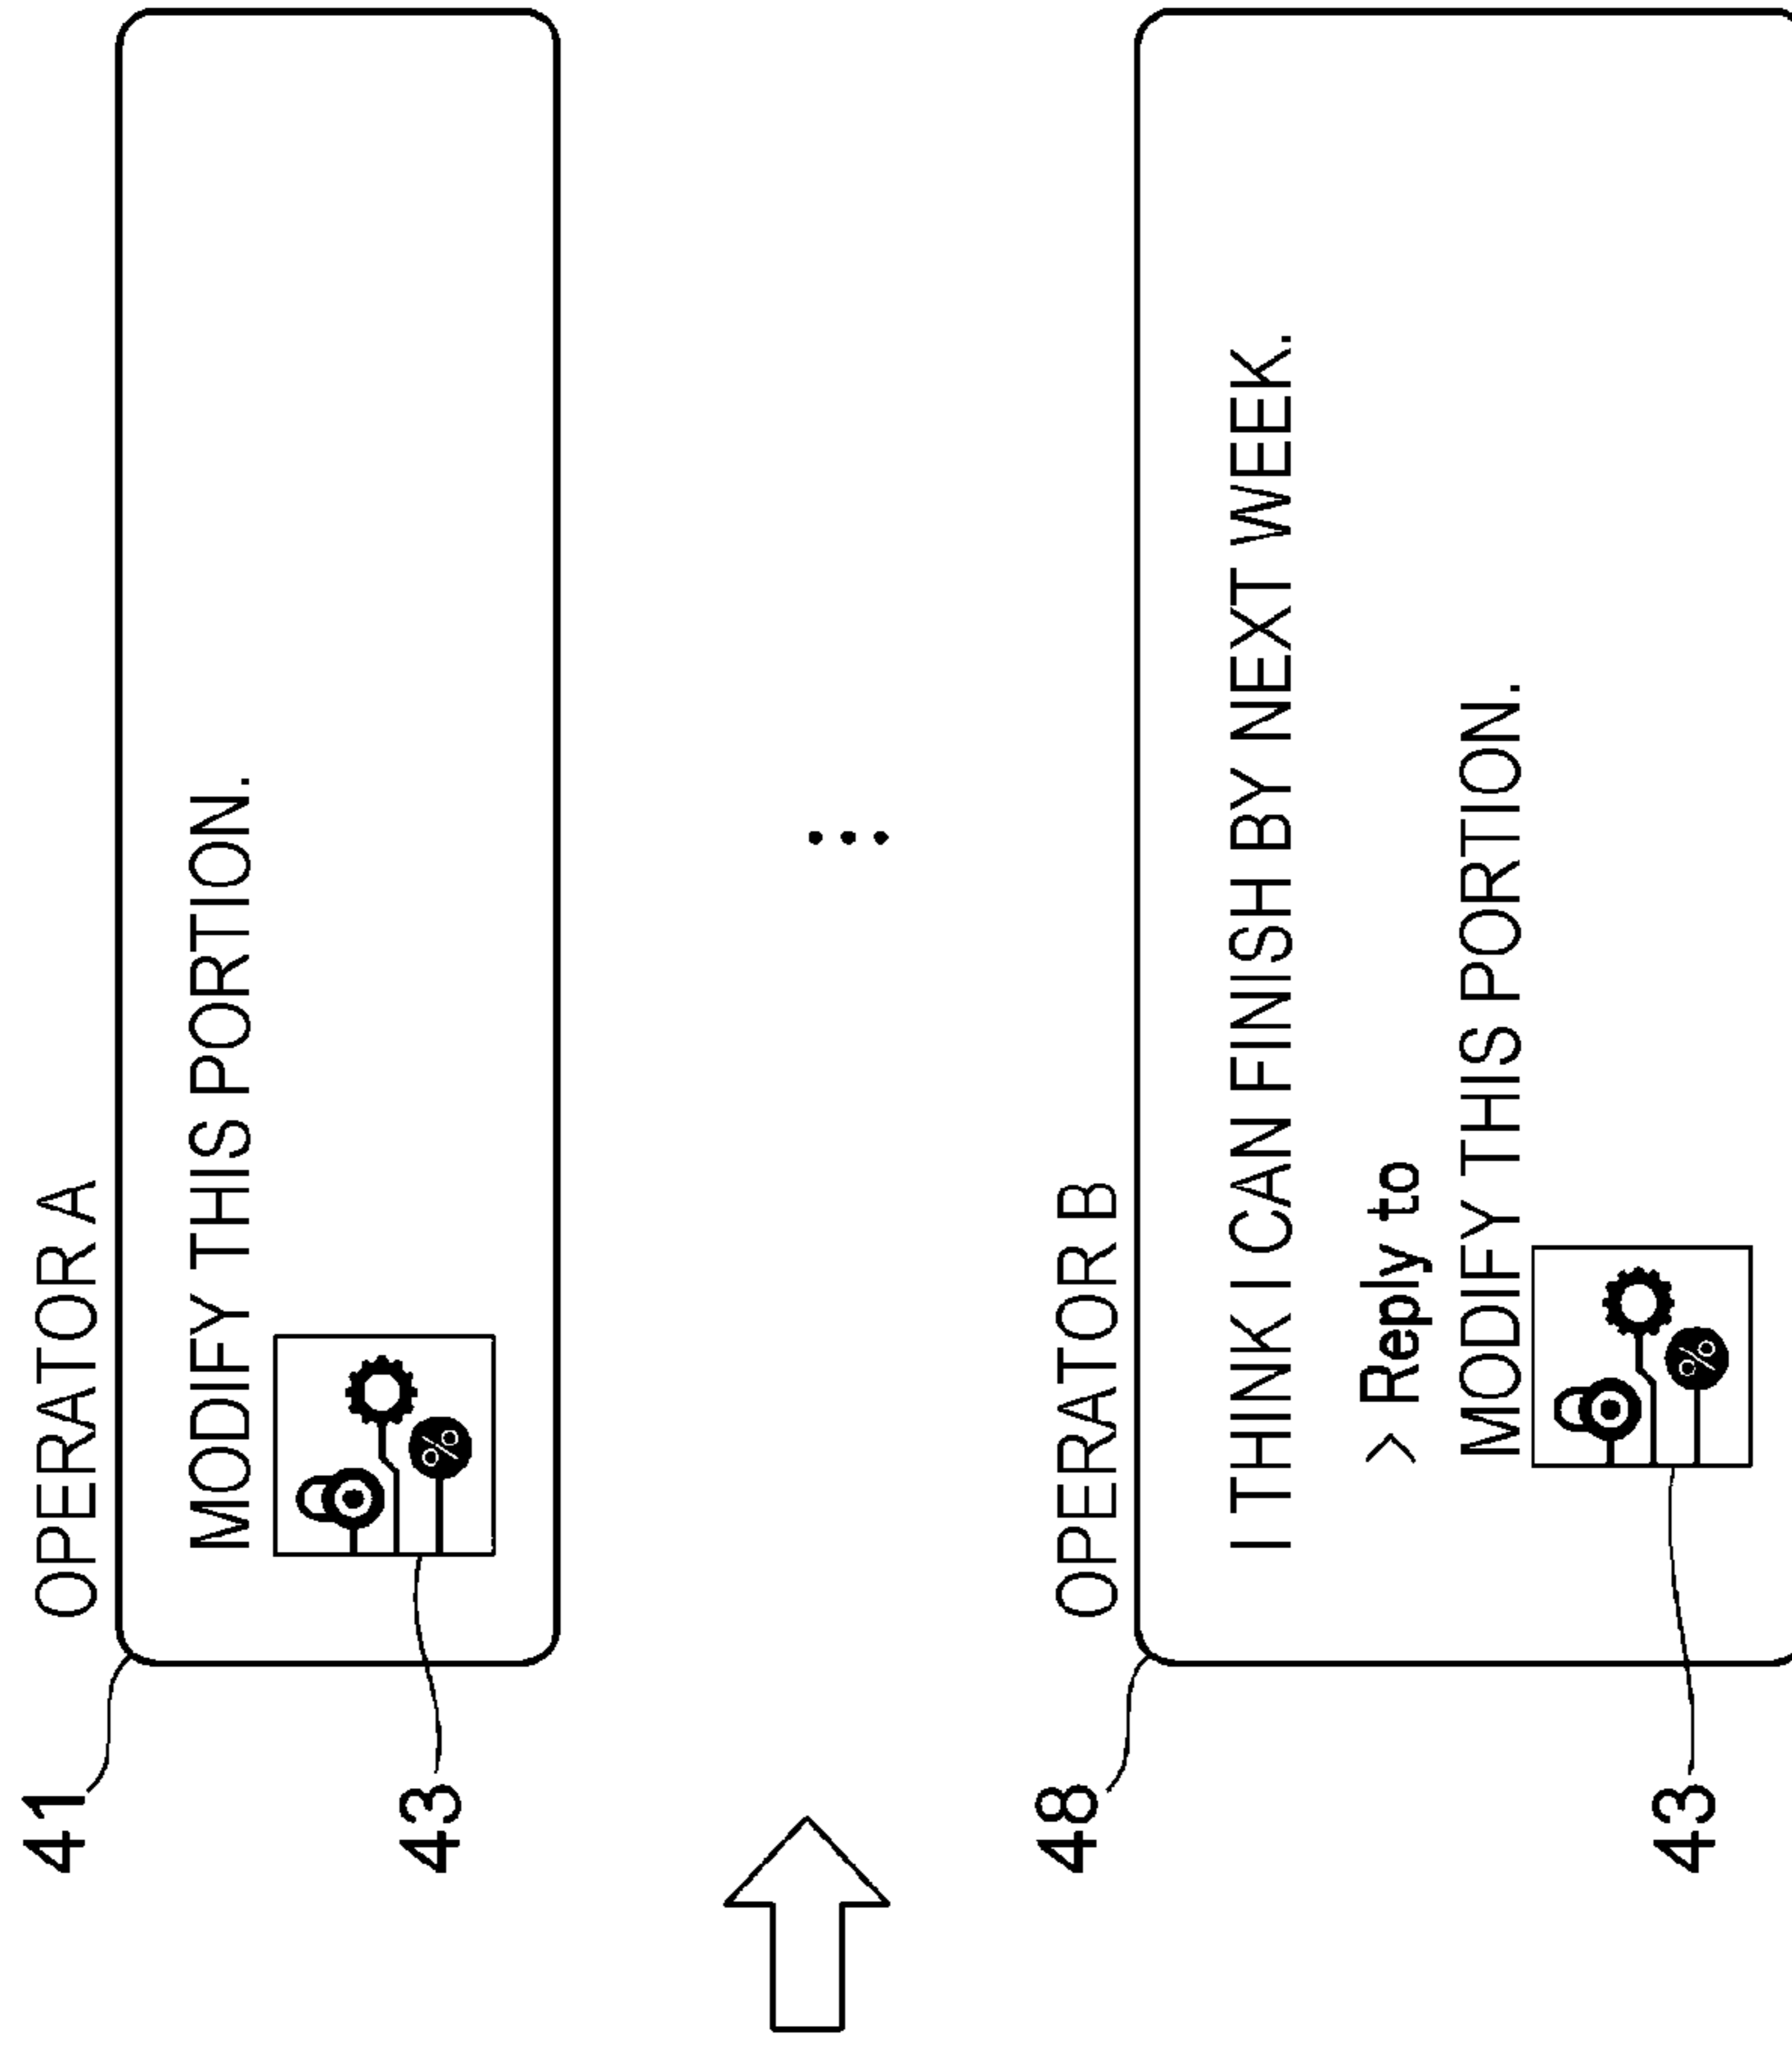 OPERATOR A
41
MODIFY THIS PORTION.
43
OPERATOR B
48
I THINK I CAN FINISH BY NEXT WEEK.
> Reply to
MODIFY THIS PORTION.
43